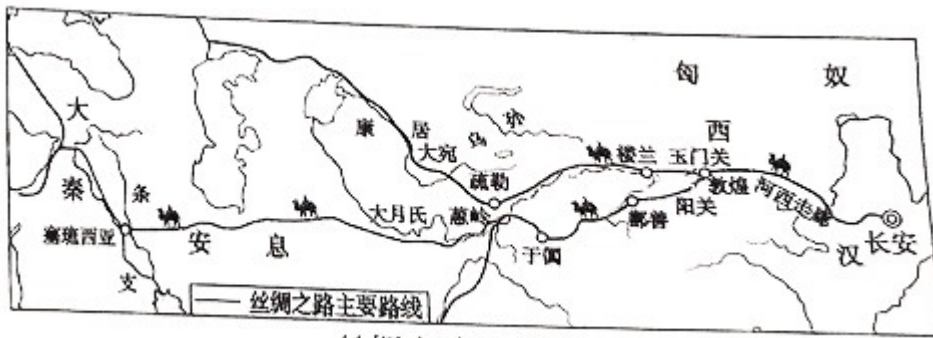 匈 奴
大 秦
康 居
乌 孙
西
大宛
楼兰
玉门关
疏勒
敦煌
河西走廊
条 支
大月氏
葱岭
鄯善
阳关
塞琉西亚
安 息
于阗
汉
长安
丝绸之路主要路线